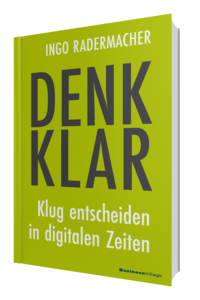 INGO RADERMACHER
DENK
KLAR
Klug entscheiden
in digitalen Zeiten
BusinessVillage